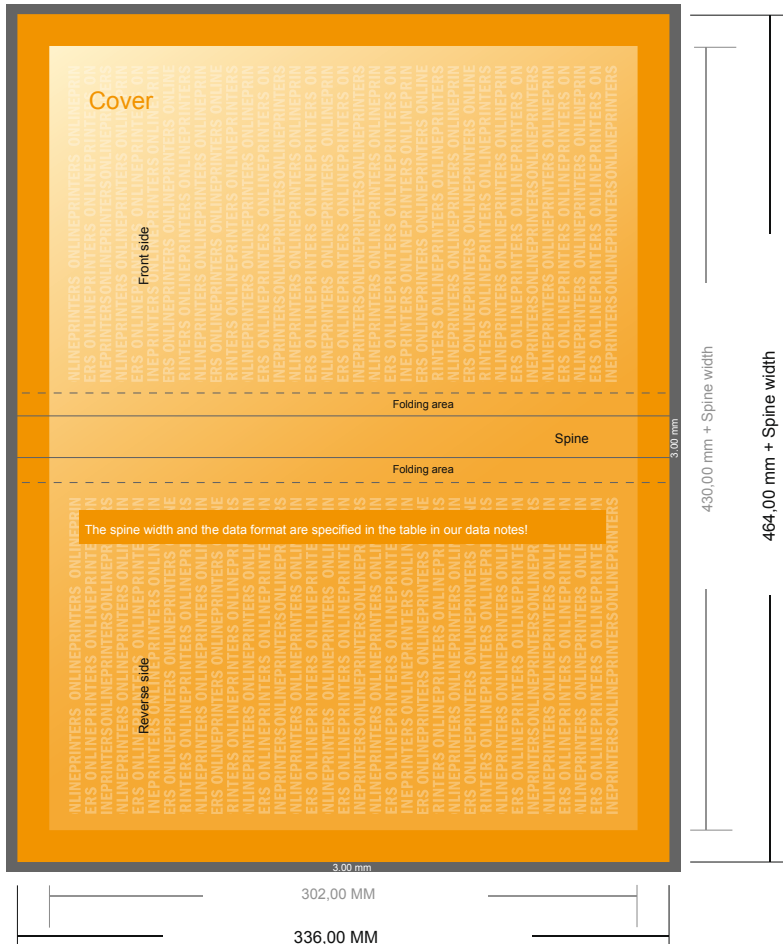 Cover
Front side
Folding area
Spine
Folding area
The spine width and the data format are specified in the table in our data notes!
Reverse side
3.00 mm
430,00 mm + Spine width
464,00 mm + Spine width
3.00 mm
302,00 MM
336,00 MM